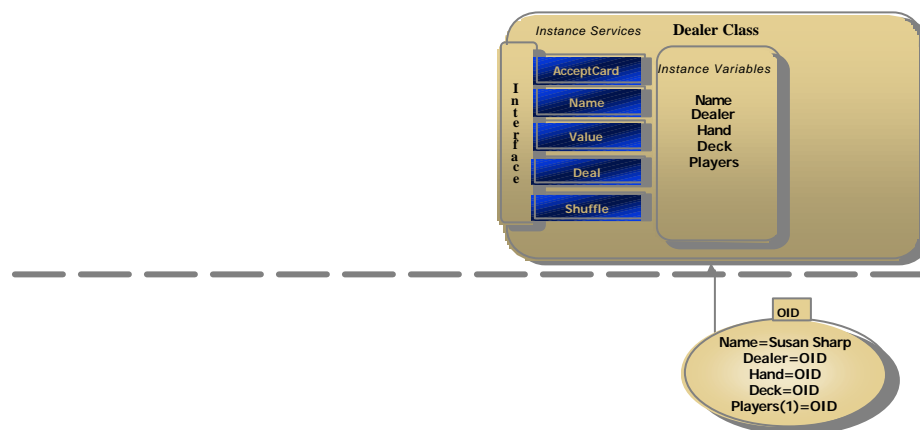 Instance Services
Dealer Class
Interface
AcceptCard
Name
Value
Deal
Shuffle
Instance Variables
Name
Dealer
Hand
Deck
Players
OID
Name=Susan Sharp
Dealer=OID
Hand=OID
Deck=OID
Players(1)=OID